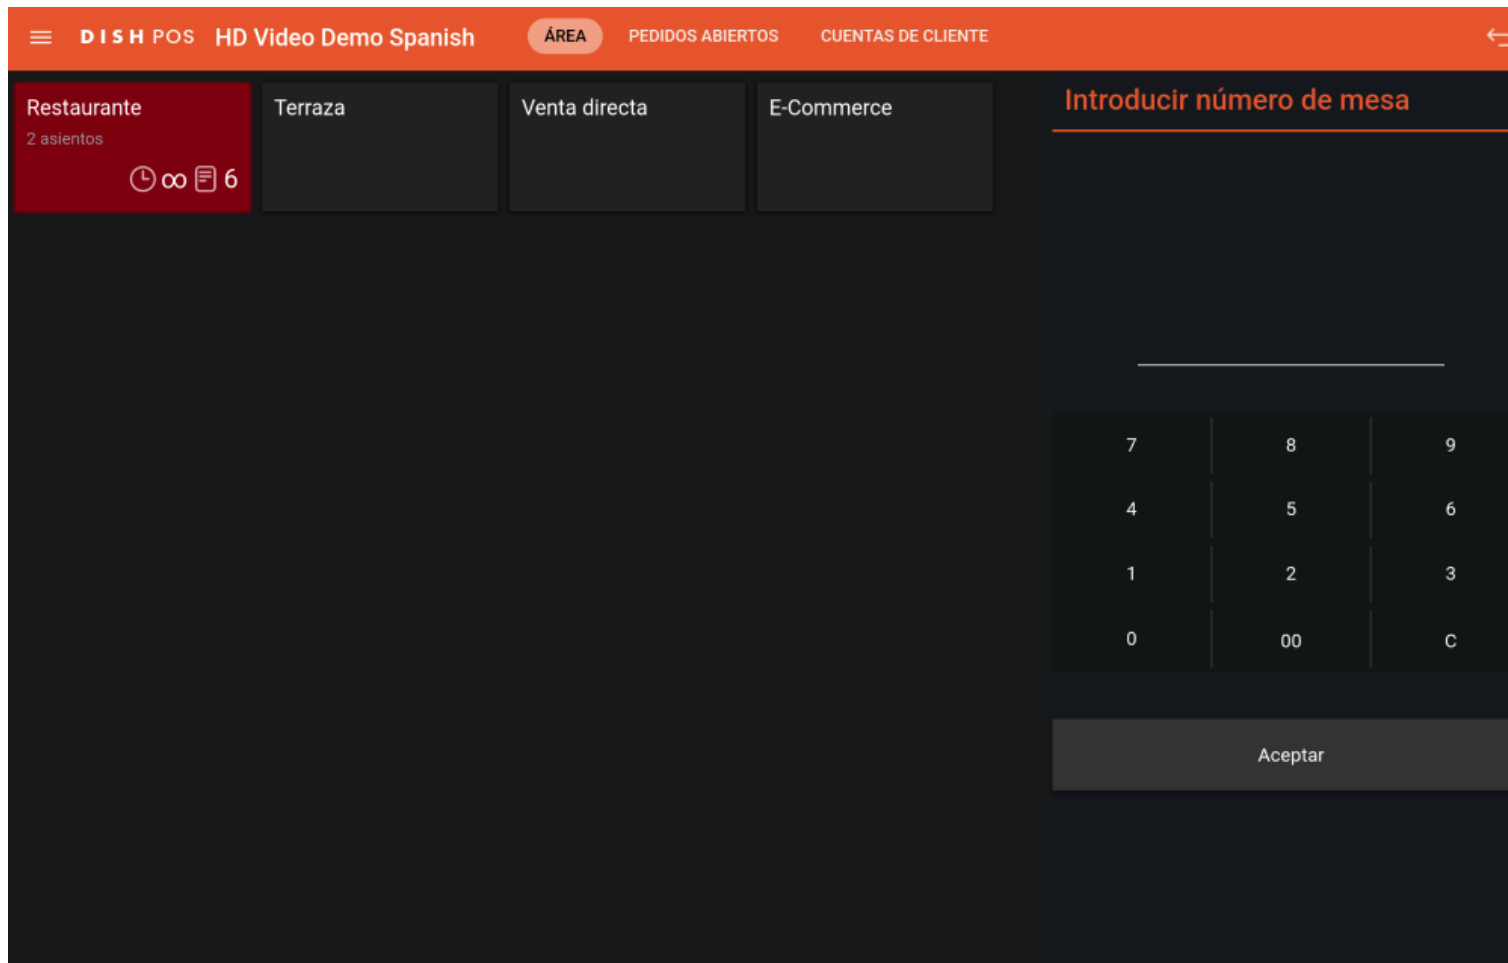 DISH POS HD Video Demo Spanish ÁREA PEDIDOS ABIERTOS CUENTAS DE CLIENTE
Restaurante
2 asientos
∞ 6
Terraza
Venta directa
E-Commerce
Introducir número de mesa
7 8 9
4 5 6
1 2 3
0 00 C
Aceptar